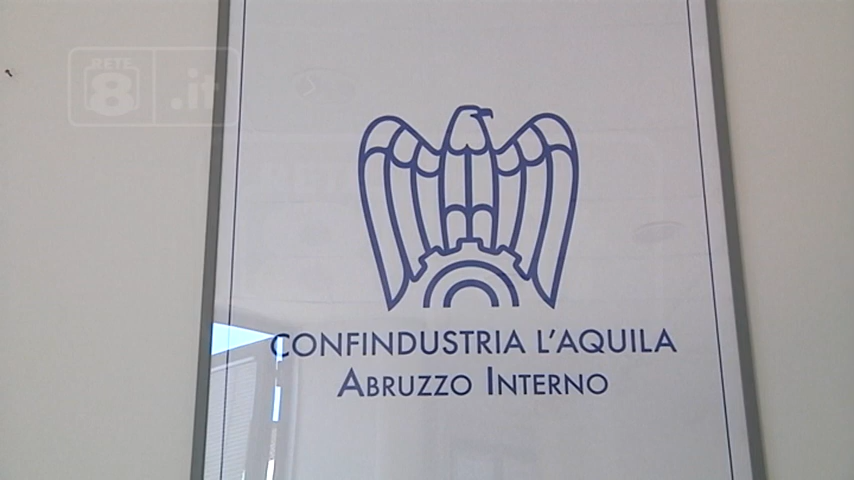 RETE
8 .it
CONFINDUSTRIA L'AQUILA
ABRUZZO INTERNO